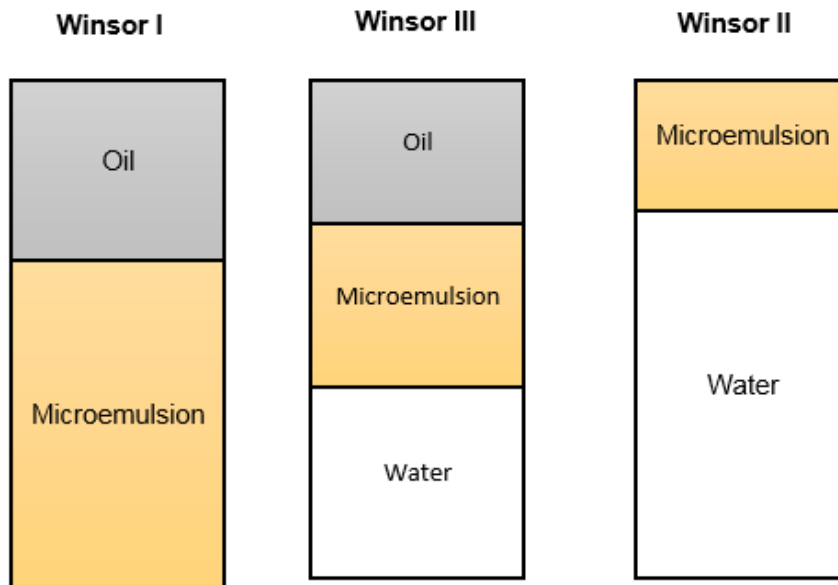 Winsor I
Winsor III
Winsor II
Oil
Microemulsion
Oil
Microemulsion
Water
Microemulsion
Water